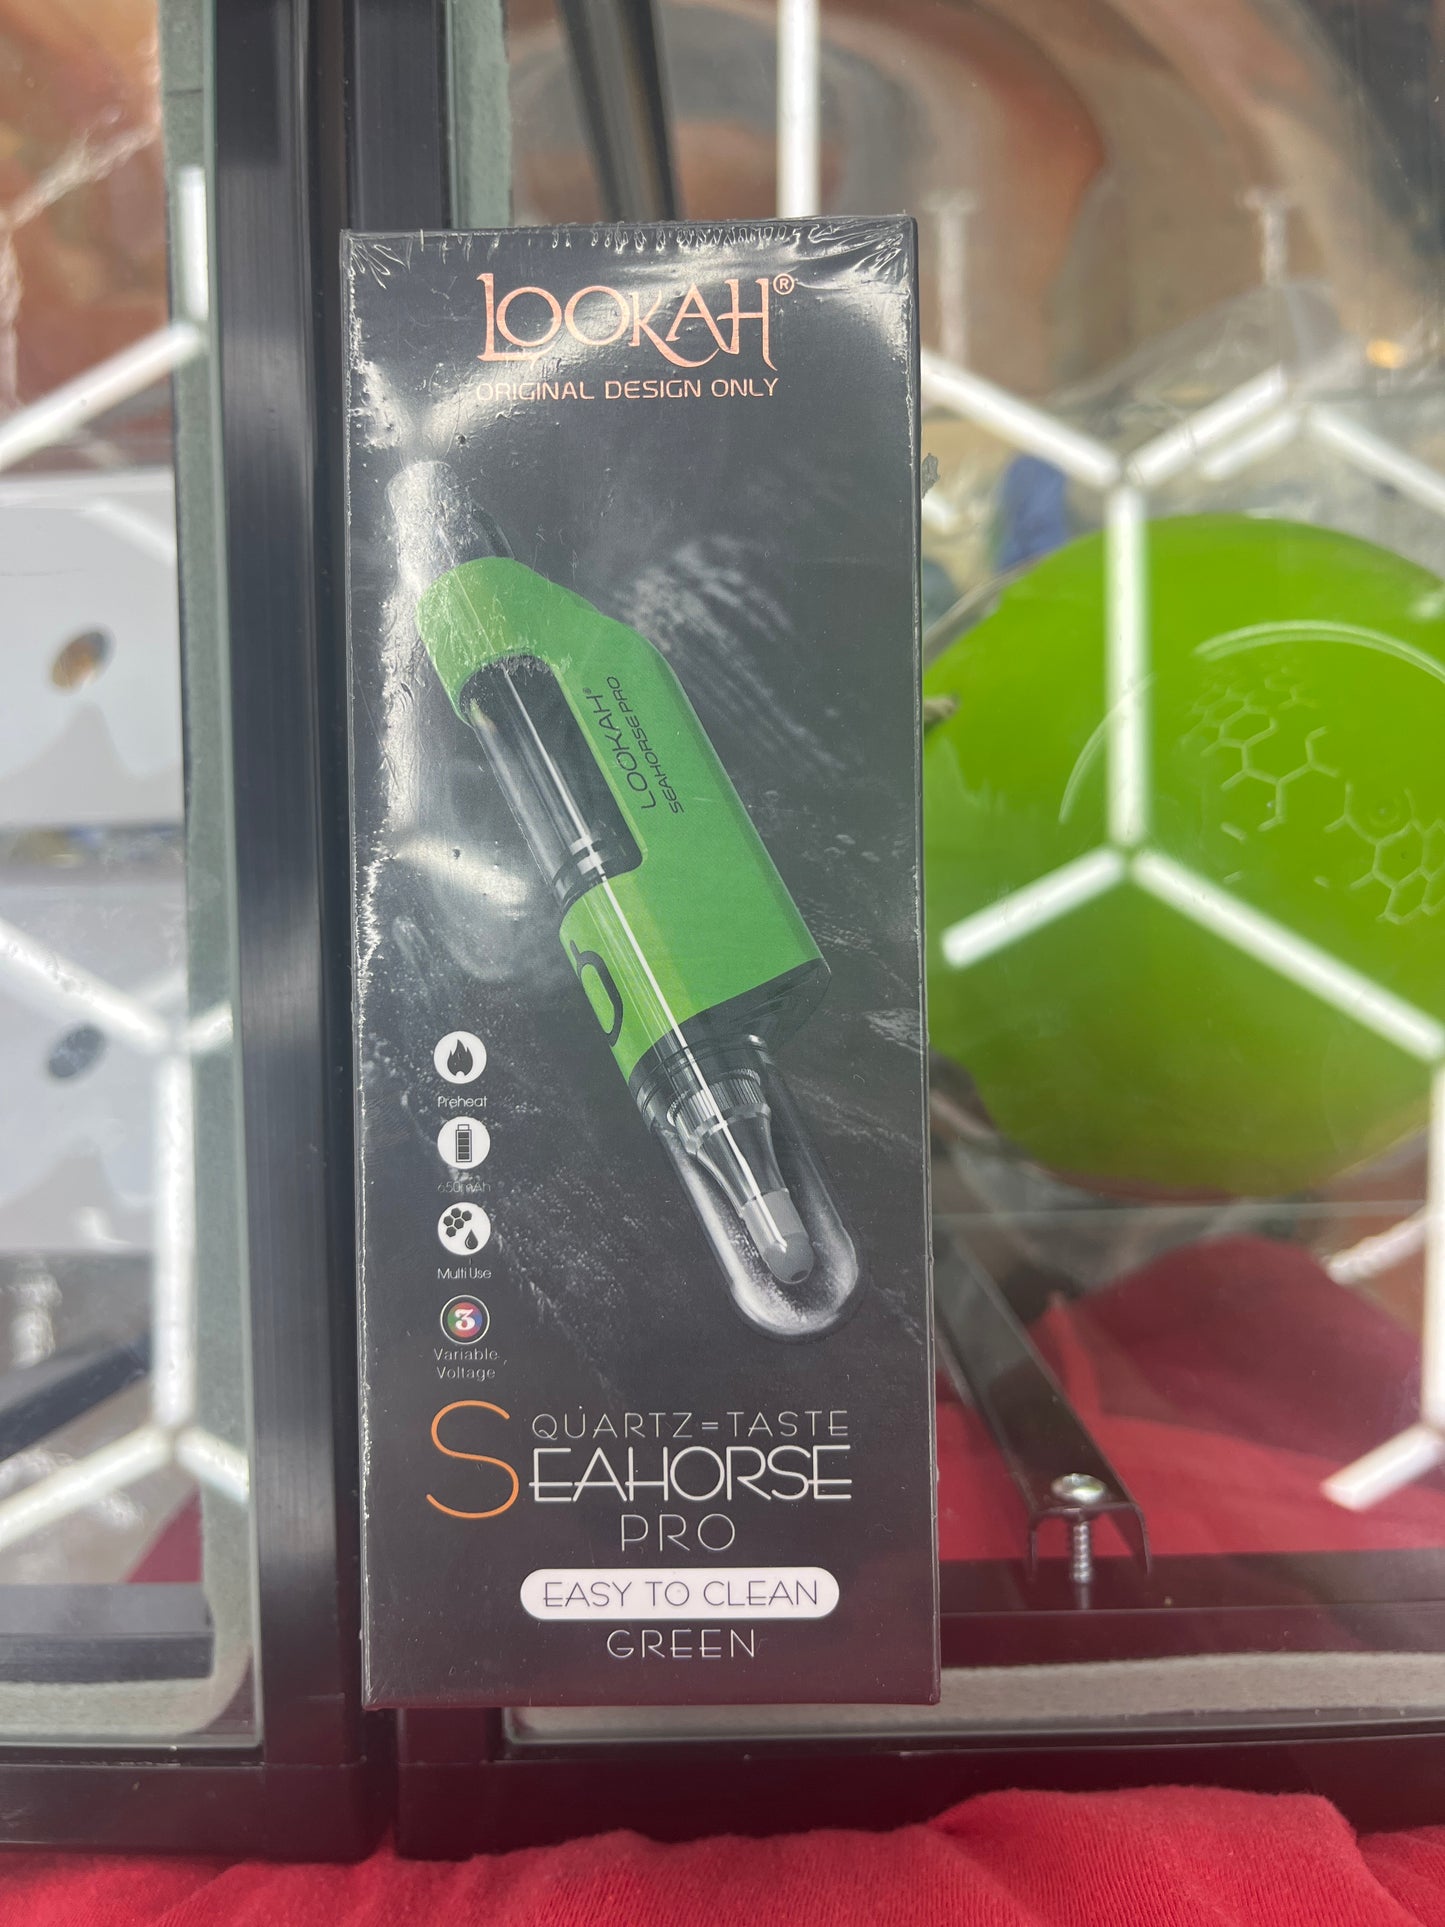 LOOKAH®
ORIGINAL DESIGN ONLY
LOOKAH®
SEAHORSE PRO
Preheat
650mAh
Multi Use
3
Variable
Voltage
QUARTZ=TASTE
SEAHORSE
PRO
EASY TO CLEAN
GREEN